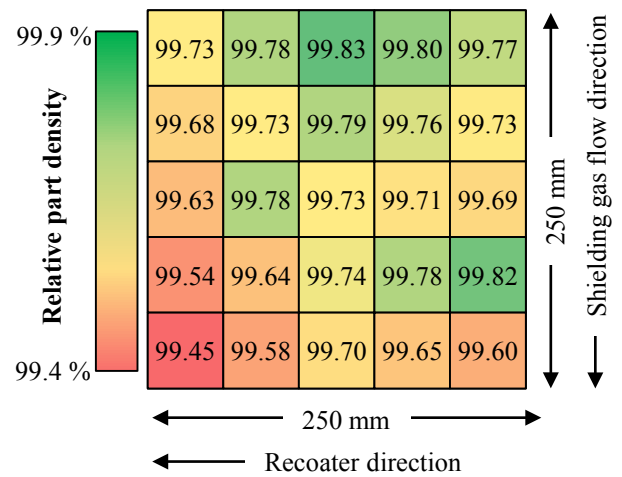 99.9 %
Relative part density
99.4 %
99.73 99.78 99.83 99.80 99.77
99.68 99.73 99.79 99.76 99.73
99.63 99.78 99.73 99.71 99.69
99.54 99.64 99.74 99.78 99.82
99.45 99.58 99.70 99.65 99.60
250 mm
Shielding gas flow direction
250 mm
Recoater direction